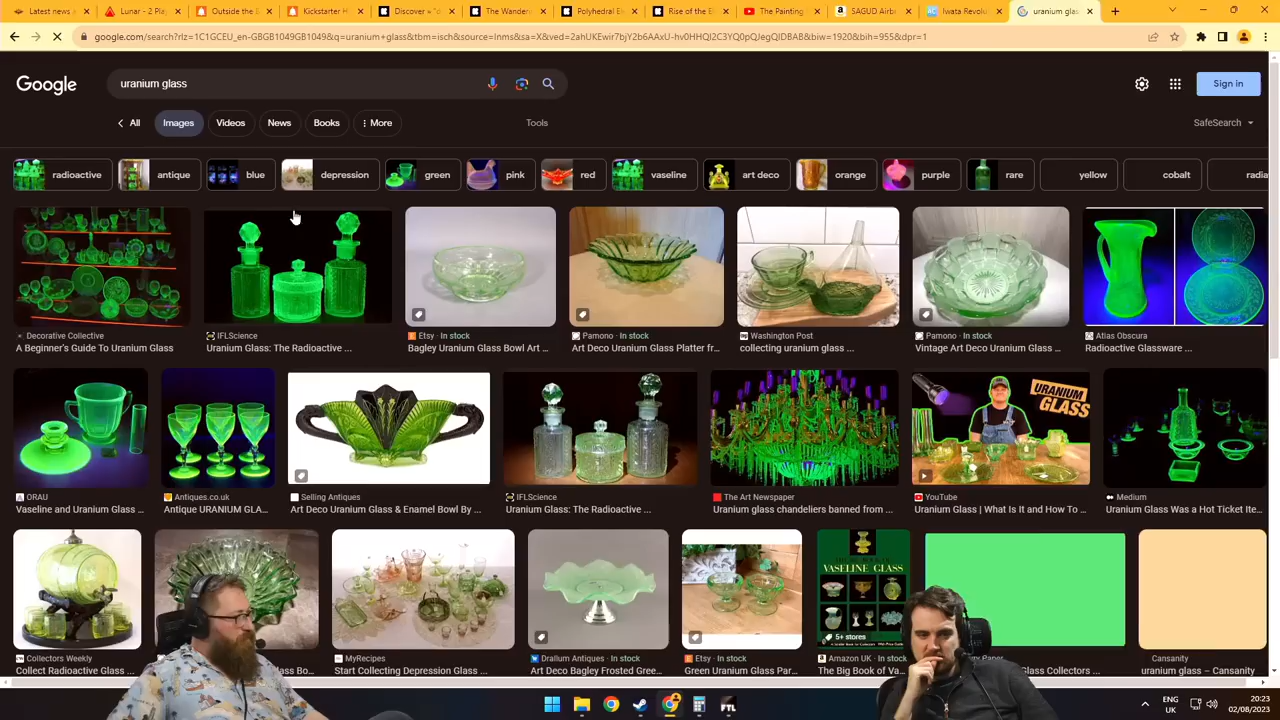 Latest news a
Lunar - 2 Play
Outside the B
Kickstarter H
Discover » "d
The Wanderin
Polyhedral El
Rise of the El
The Painting
SAGUD Airbr
Iwata Revolu
uranium glas
google.com/search?rlz=1C1GCEU_en-GBGB1049GB1049&q=uranium+glass&tbm=isch&source=lnms&sa=X&ved=2ahUKEwir7bjY2b6AAxU-hv0HHQI2C3YQ0pQJegQIDBAB&biw=1920&bih=955&dpr=1
Google
uranium glass
Sign in
All
Images
Videos
News
Books
More
Tools
SafeSearch
radioactive
antique
blue
depression
green
pink
red
vaseline
art deco
orange
purple
rare
yellow
cobalt
radia
Decorative Collective
A Beginner's Guide To Uranium Glass
IFLScience
Uranium Glass: The Radioactive ...
Etsy · In stock
Bagley Uranium Glass Bowl Art ...
Pamono · In stock
Art Deco Uranium Glass Platter fr...
Washington Post
collecting uranium glass ...
Pamono · In stock
Vintage Art Deco Uranium Glass ...
Atlas Obscura
Radioactive Glassware ...
URANIUM
GLASS
ORAU
Vaseline and Uranium Glass ...
Antiques.co.uk
Antique URANIUM GLA...
Selling Antiques
Art Deco Uranium Glass & Enamel Bowl By ...
IFLScience
Uranium Glass: The Radioactive ...
The Art Newspaper
Uranium glass chandeliers banned from ...
YouTube
Uranium Glass | What Is It and How To ...
Medium
Uranium Glass Was a Hot Ticket Ite...
VASELINE GLASS
5+ stores
Collectors Weekly
Collect Radioactive Glass ...
Glass Bo...
MyRecipes
Start Collecting Depression Glass ...
Drallum Antiques · In stock
Art Deco Bagley Frosted Gree...
Etsy · In stock
Green Uranium Glass Par...
Amazon UK · In stock
The Big Book of Va...
Paper
Glass Collectors ...
Cansanity
uranium glass – Cansanity
FTL
ENG
UK
20:23
02/08/2023